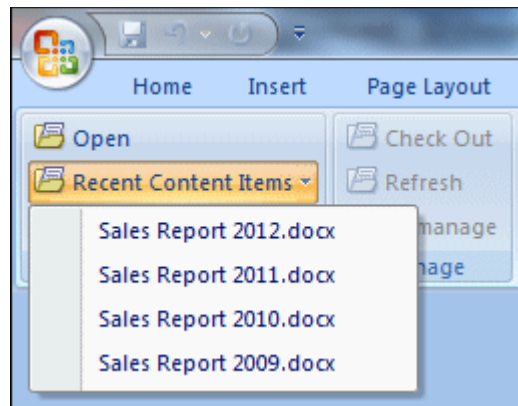 Home Insert Page Layout
Open
Check Out
Recent Content Items
Refresh
manage
Sales Report 2012.docx
nage
Sales Report 2011.docx
Sales Report 2010.docx
Sales Report 2009.docx